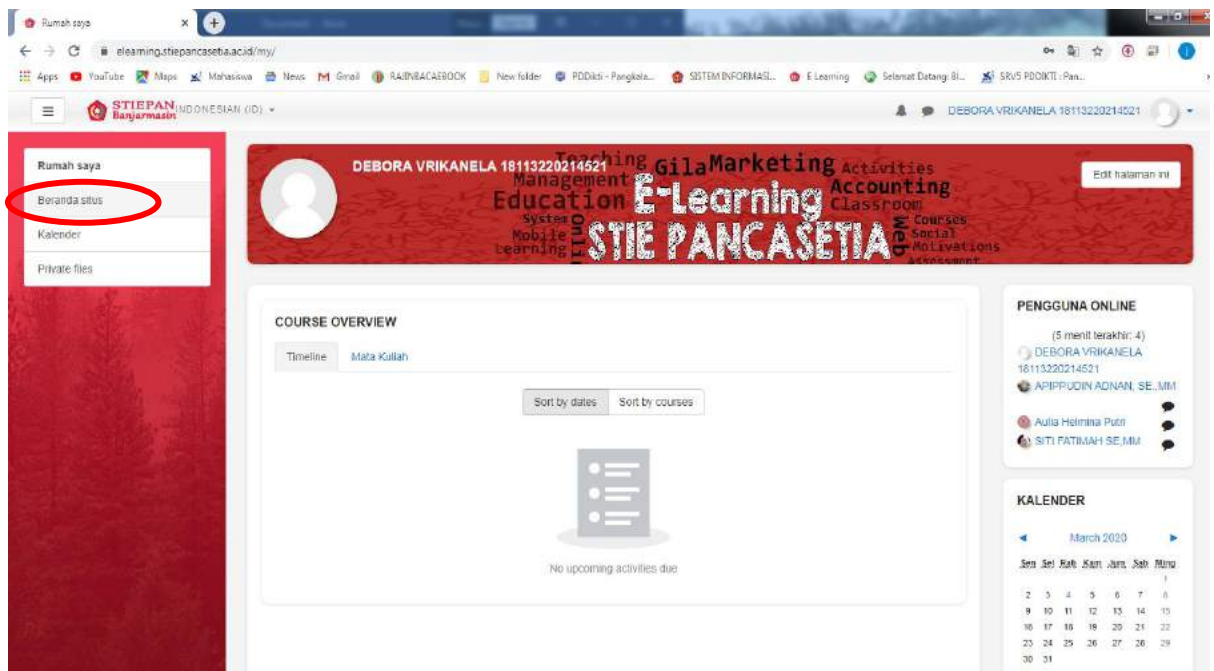 Rumah saya
elearning.stiepancasetia.ac.id/my/
Apps YouTube Maps Mahasiswa News Gmail New folder PDDikti - Pangkala... SISTEM INFORMASI... E Learning Selamat Datang: Bi... SRV5 PDDIKTI : Pan...
STIEPAN
Banjarmasin
INDONESIAN (ID)
DEBORA VRIKANELA 18113220214521
Rumah saya
Beranda situs
Kalender
Private files
DEBORA VRIKANELA 18113220214521
Teaching Gila Marketing Activities
Management Accounting
Education E-Learning Classroom
System Online Web Courses
Mobile STIE PANCASETIA Social
Learning Motivations
Assessment
Edit halaman ini
COURSE OVERVIEW
Timeline Mata Kuliah
Sort by dates Sort by courses
No upcoming activities due
PENGGUNA ONLINE
(5 menit terakhir: 4)
DEBORA VRIKANELA
18113220214521
APIPPUDIN ADNAN, SE.,MM
Aulia Helmina Putri
SITI FATIMAH SE,MM
KALENDER
March 2020
Sen Sel Rab Kam Jum Sab Ming
1
2 3 4 5 6 7 8
9 10 11 12 13 14 15
16 17 18 19 20 21 22
23 24 25 26 27 28 29
30 31